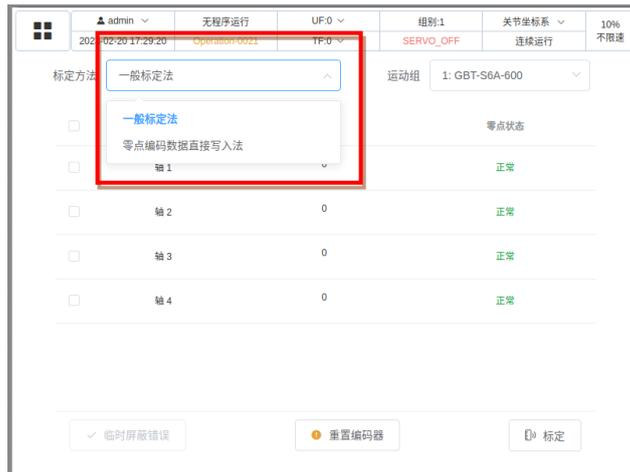 admin
无程序运行
UF:0
组别:1
关节坐标系
10%
不限速
-02-20 17:29:20
Operation-0021
TF:0
SERVO_OFF
连续运行
标定方法
一般标定法
运动组
1: GBT-S6A-600
一般标定法
零点编码数据直接写入法
零点状态
轴 1
0
正常
轴 2
0
正常
轴 3
0
正常
轴 4
0
正常
临时屏蔽错误
重置编码器
标定